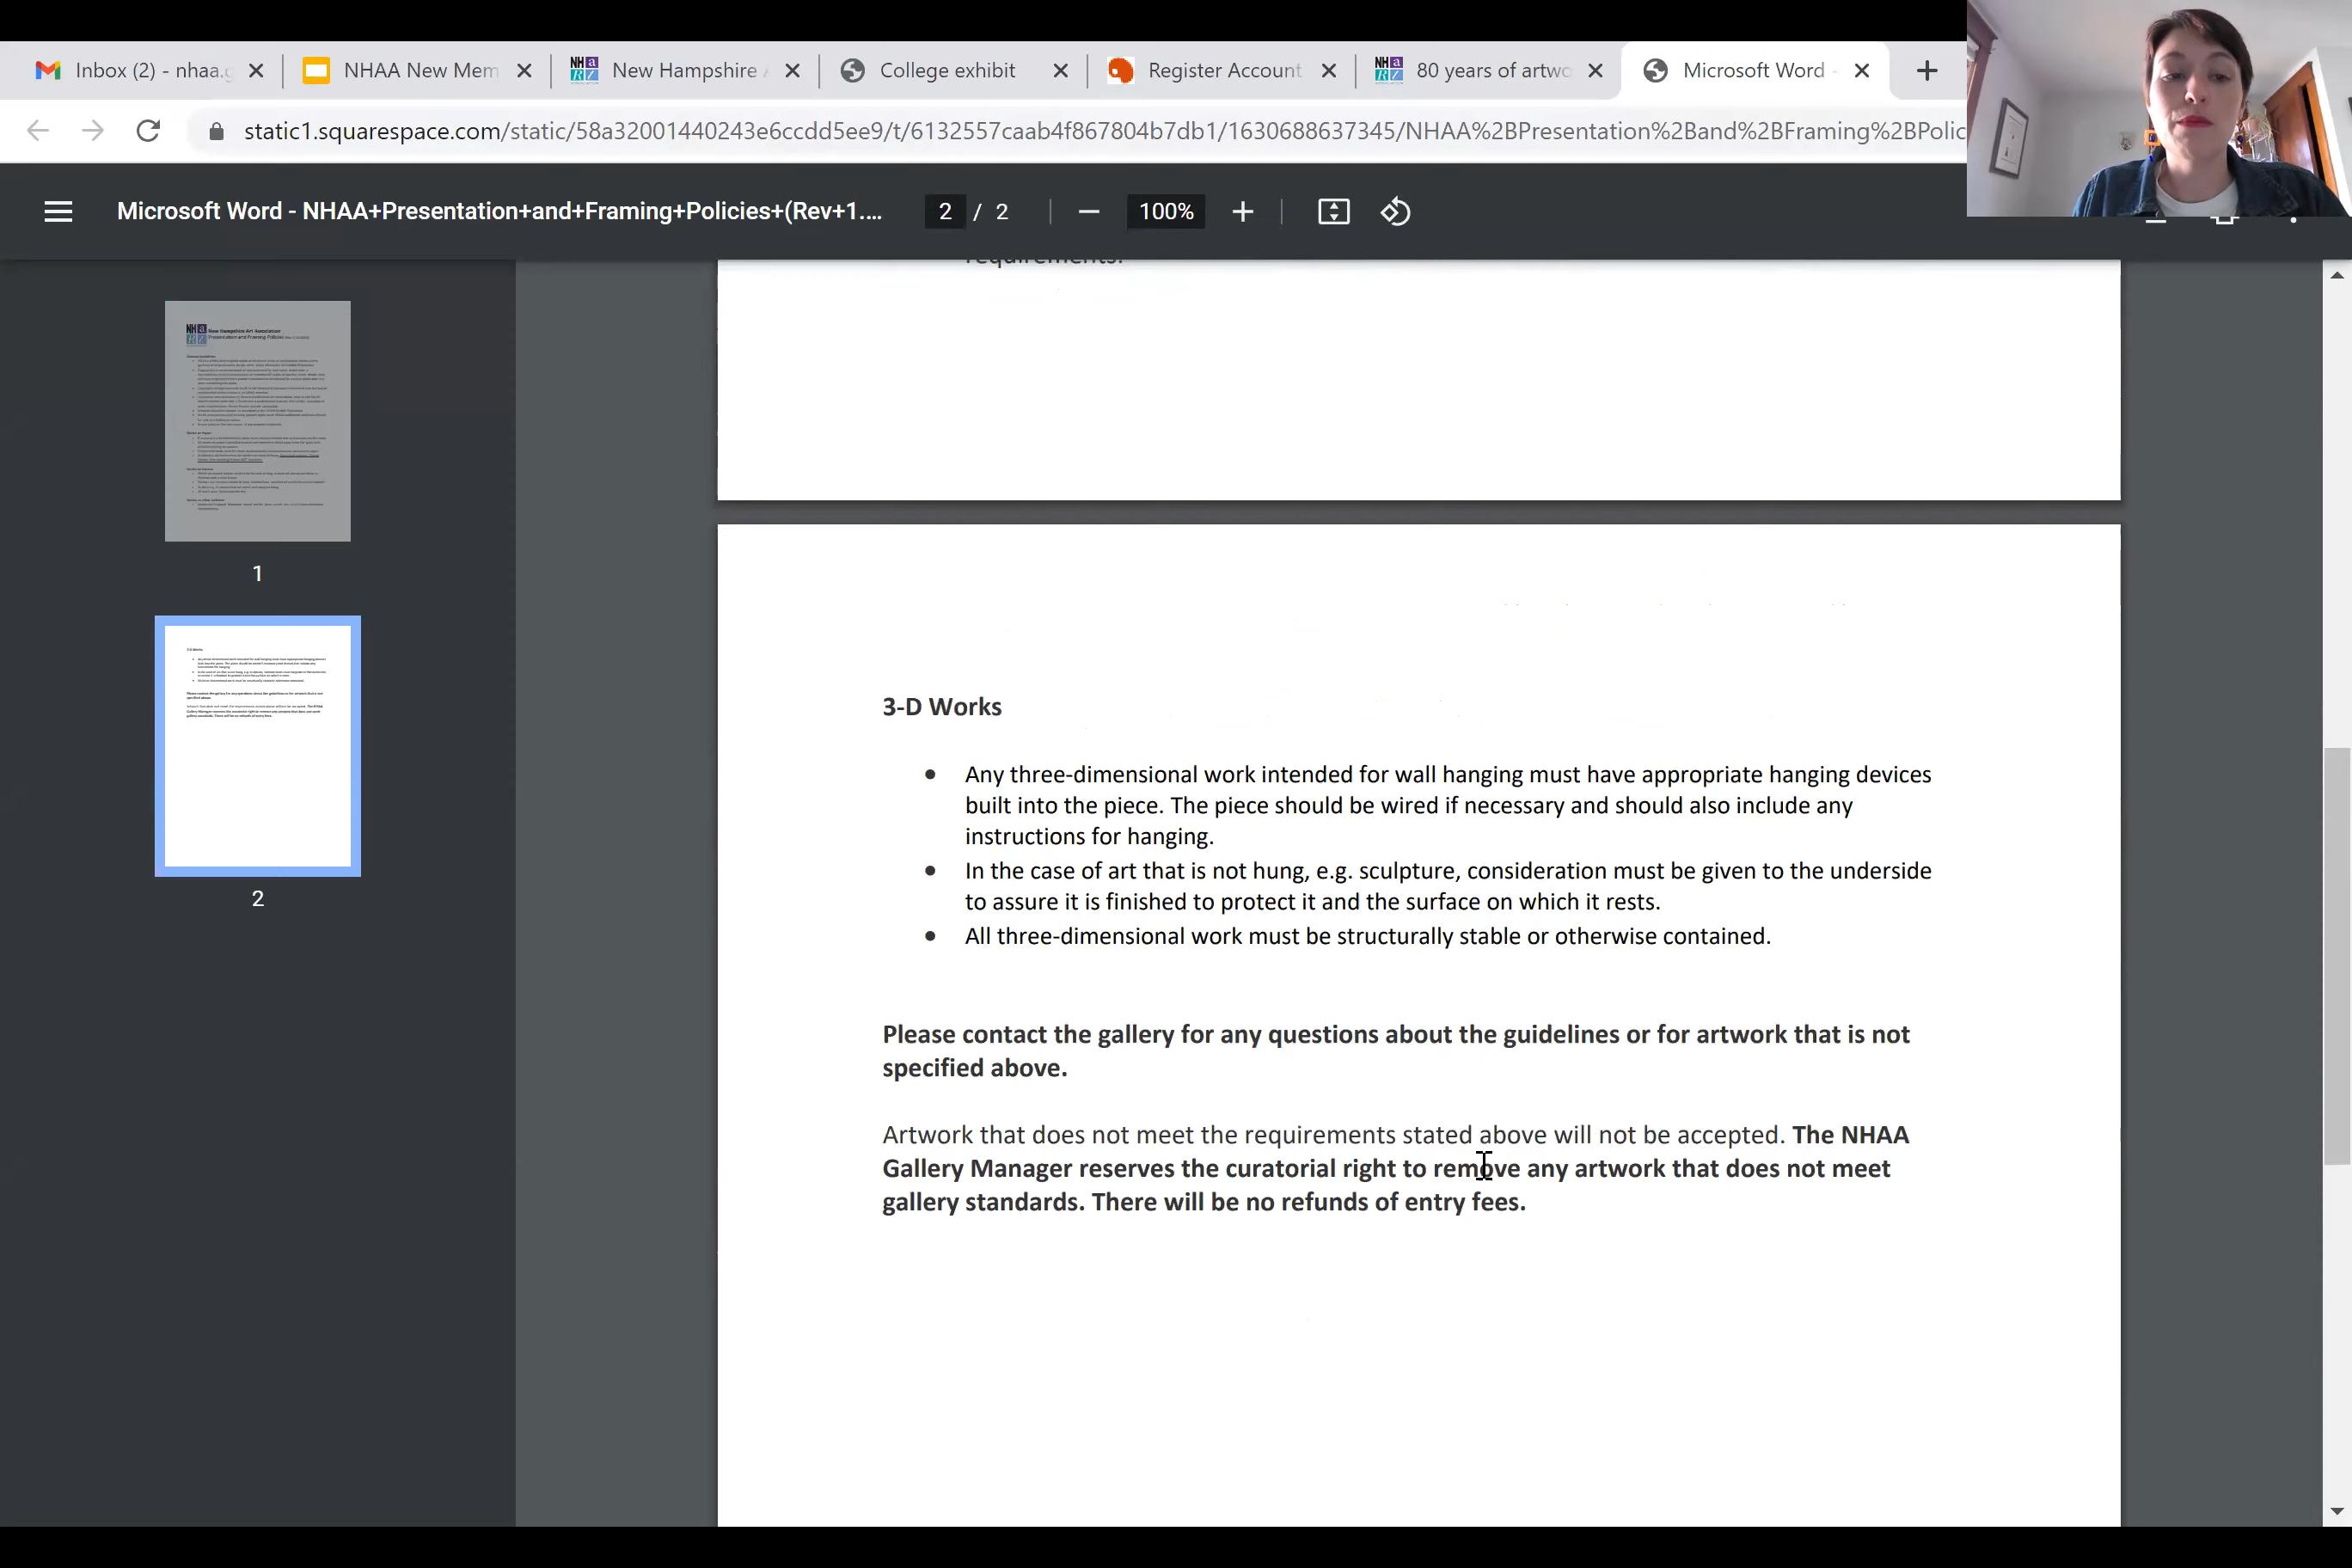 Inbox (2) - nhaa.g
NHAA New Mem
New Hampshire A
College exhibit
Register Account
80 years of artwo
Microsoft Word -
static1.squarespace.com/static/58a32001440243e6ccdd5ee9/t/6132557caab4f867804b7db1/1630688637345/NHAA%2BPresentation%2Band%2BFraming%2BPolic
Microsoft Word - NHAA+Presentation+and+Framing+Policies+(Rev+1....
2 / 2
100%
requirements.
New Hampshire Art Association
Presentation and Framing Policies
1
2
3-D Works
• Any three-dimensional work intended for wall hanging must have appropriate hanging devices
built into the piece. The piece should be wired if necessary and should also include any
instructions for hanging.
• In the case of art that is not hung, e.g. sculpture, consideration must be given to the underside
to assure it is finished to protect it and the surface on which it rests.
• All three-dimensional work must be structurally stable or otherwise contained.
Please contact the gallery for any questions about the guidelines or for artwork that is not
specified above.
Artwork that does not meet the requirements stated above will not be accepted. The NHAA
Gallery Manager reserves the curatorial right to remove any artwork that does not meet
gallery standards. There will be no refunds of entry fees.